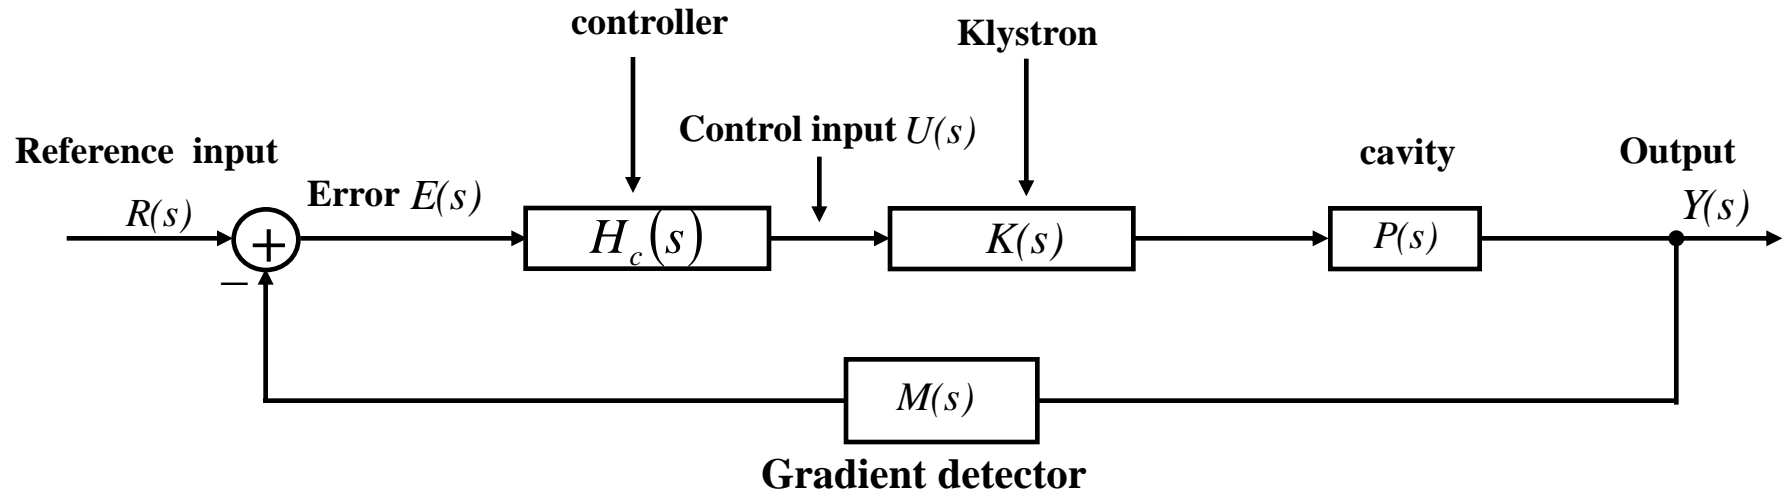 controller
Klystron
Control input U(s)
Reference input
cavity
Output
Error E(s)
R(s)
Y(s)
+
H_c(s)
K(s)
P(s)
−
M(s)
Gradient detector